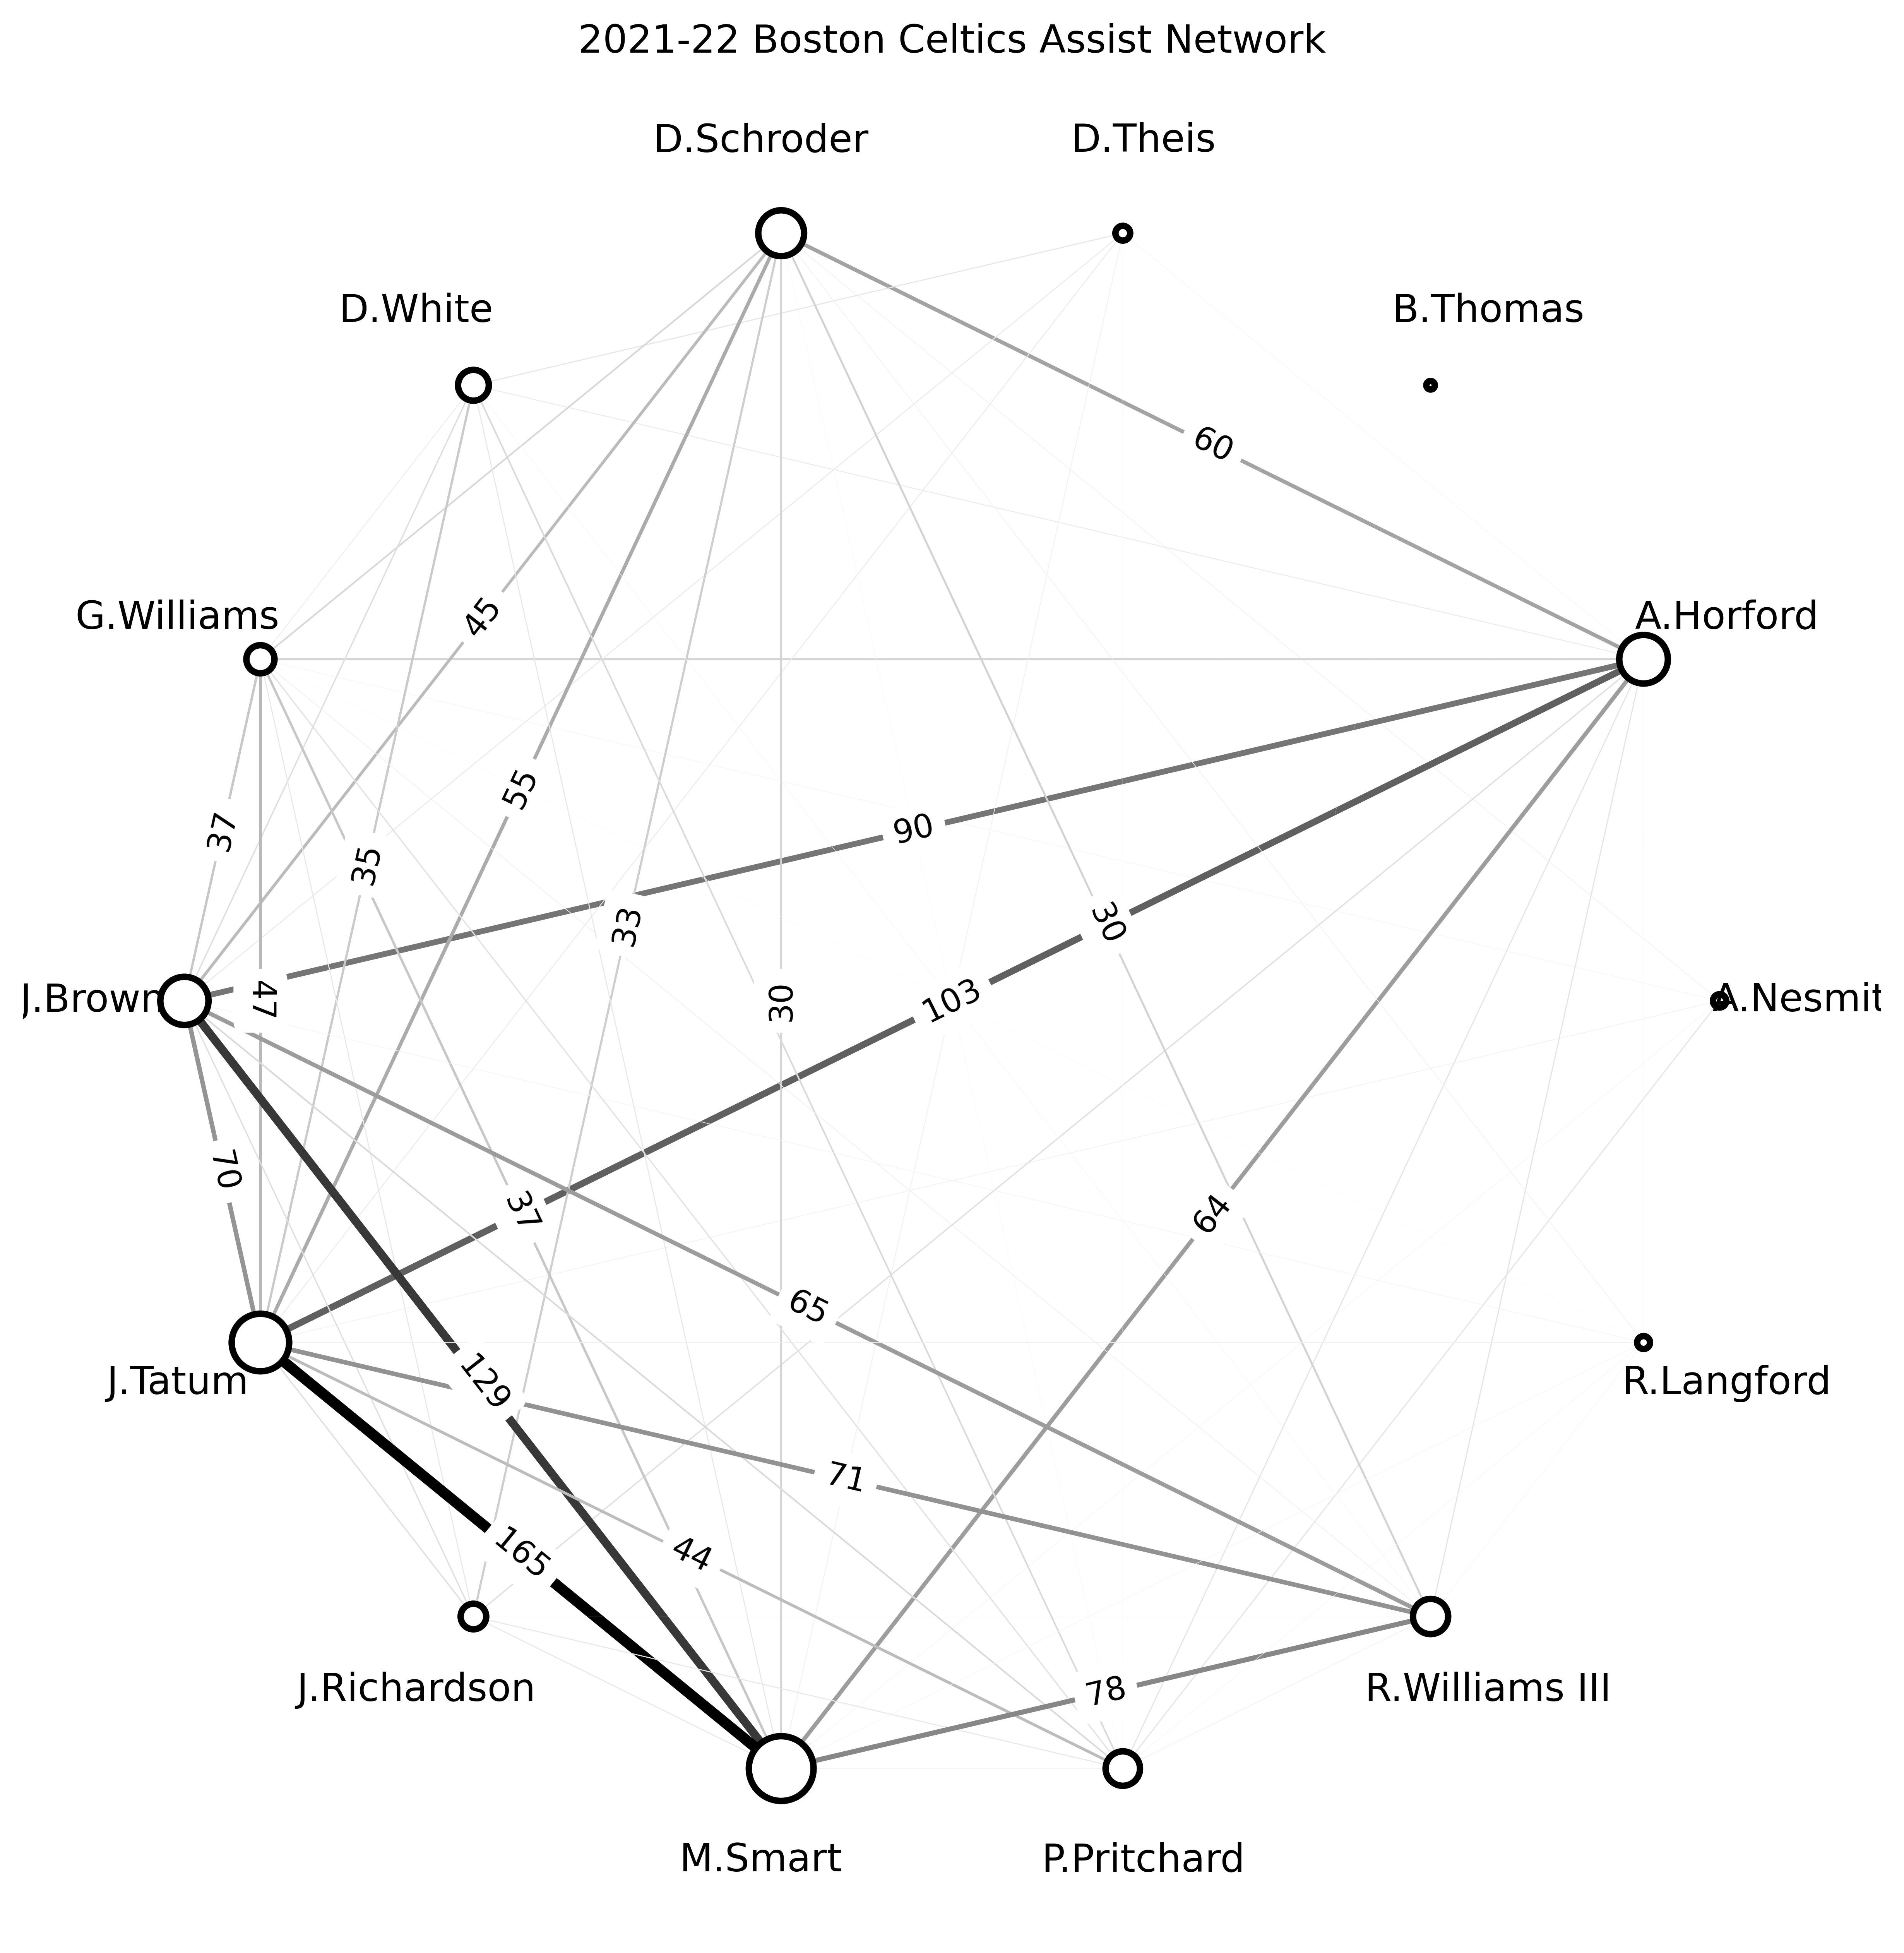 2021-22 Boston Celtics Assist Network
D.Schroder
D.Theis
D.White
B.Thomas
60
G.Williams
A.Horford
45
55
37
90
35
33
30
J.Brown
47
30
103
A.Nesmit
70
37
64
65
J.Tatum
129
R.Langford
71
165
44
J.Richardson
78
R.Williams III
M.Smart
P.Pritchard